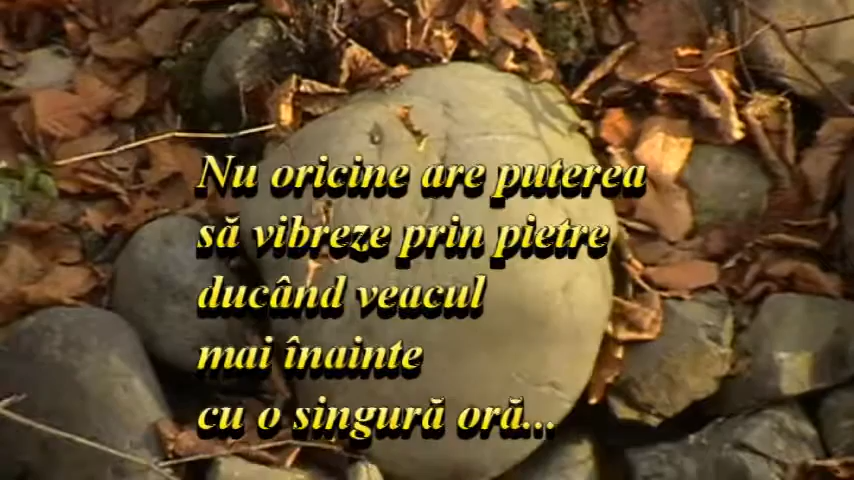 Nu oricine are puterea
să vibreze prin pietre
ducând veacul
mai înainte
cu o singură oră...